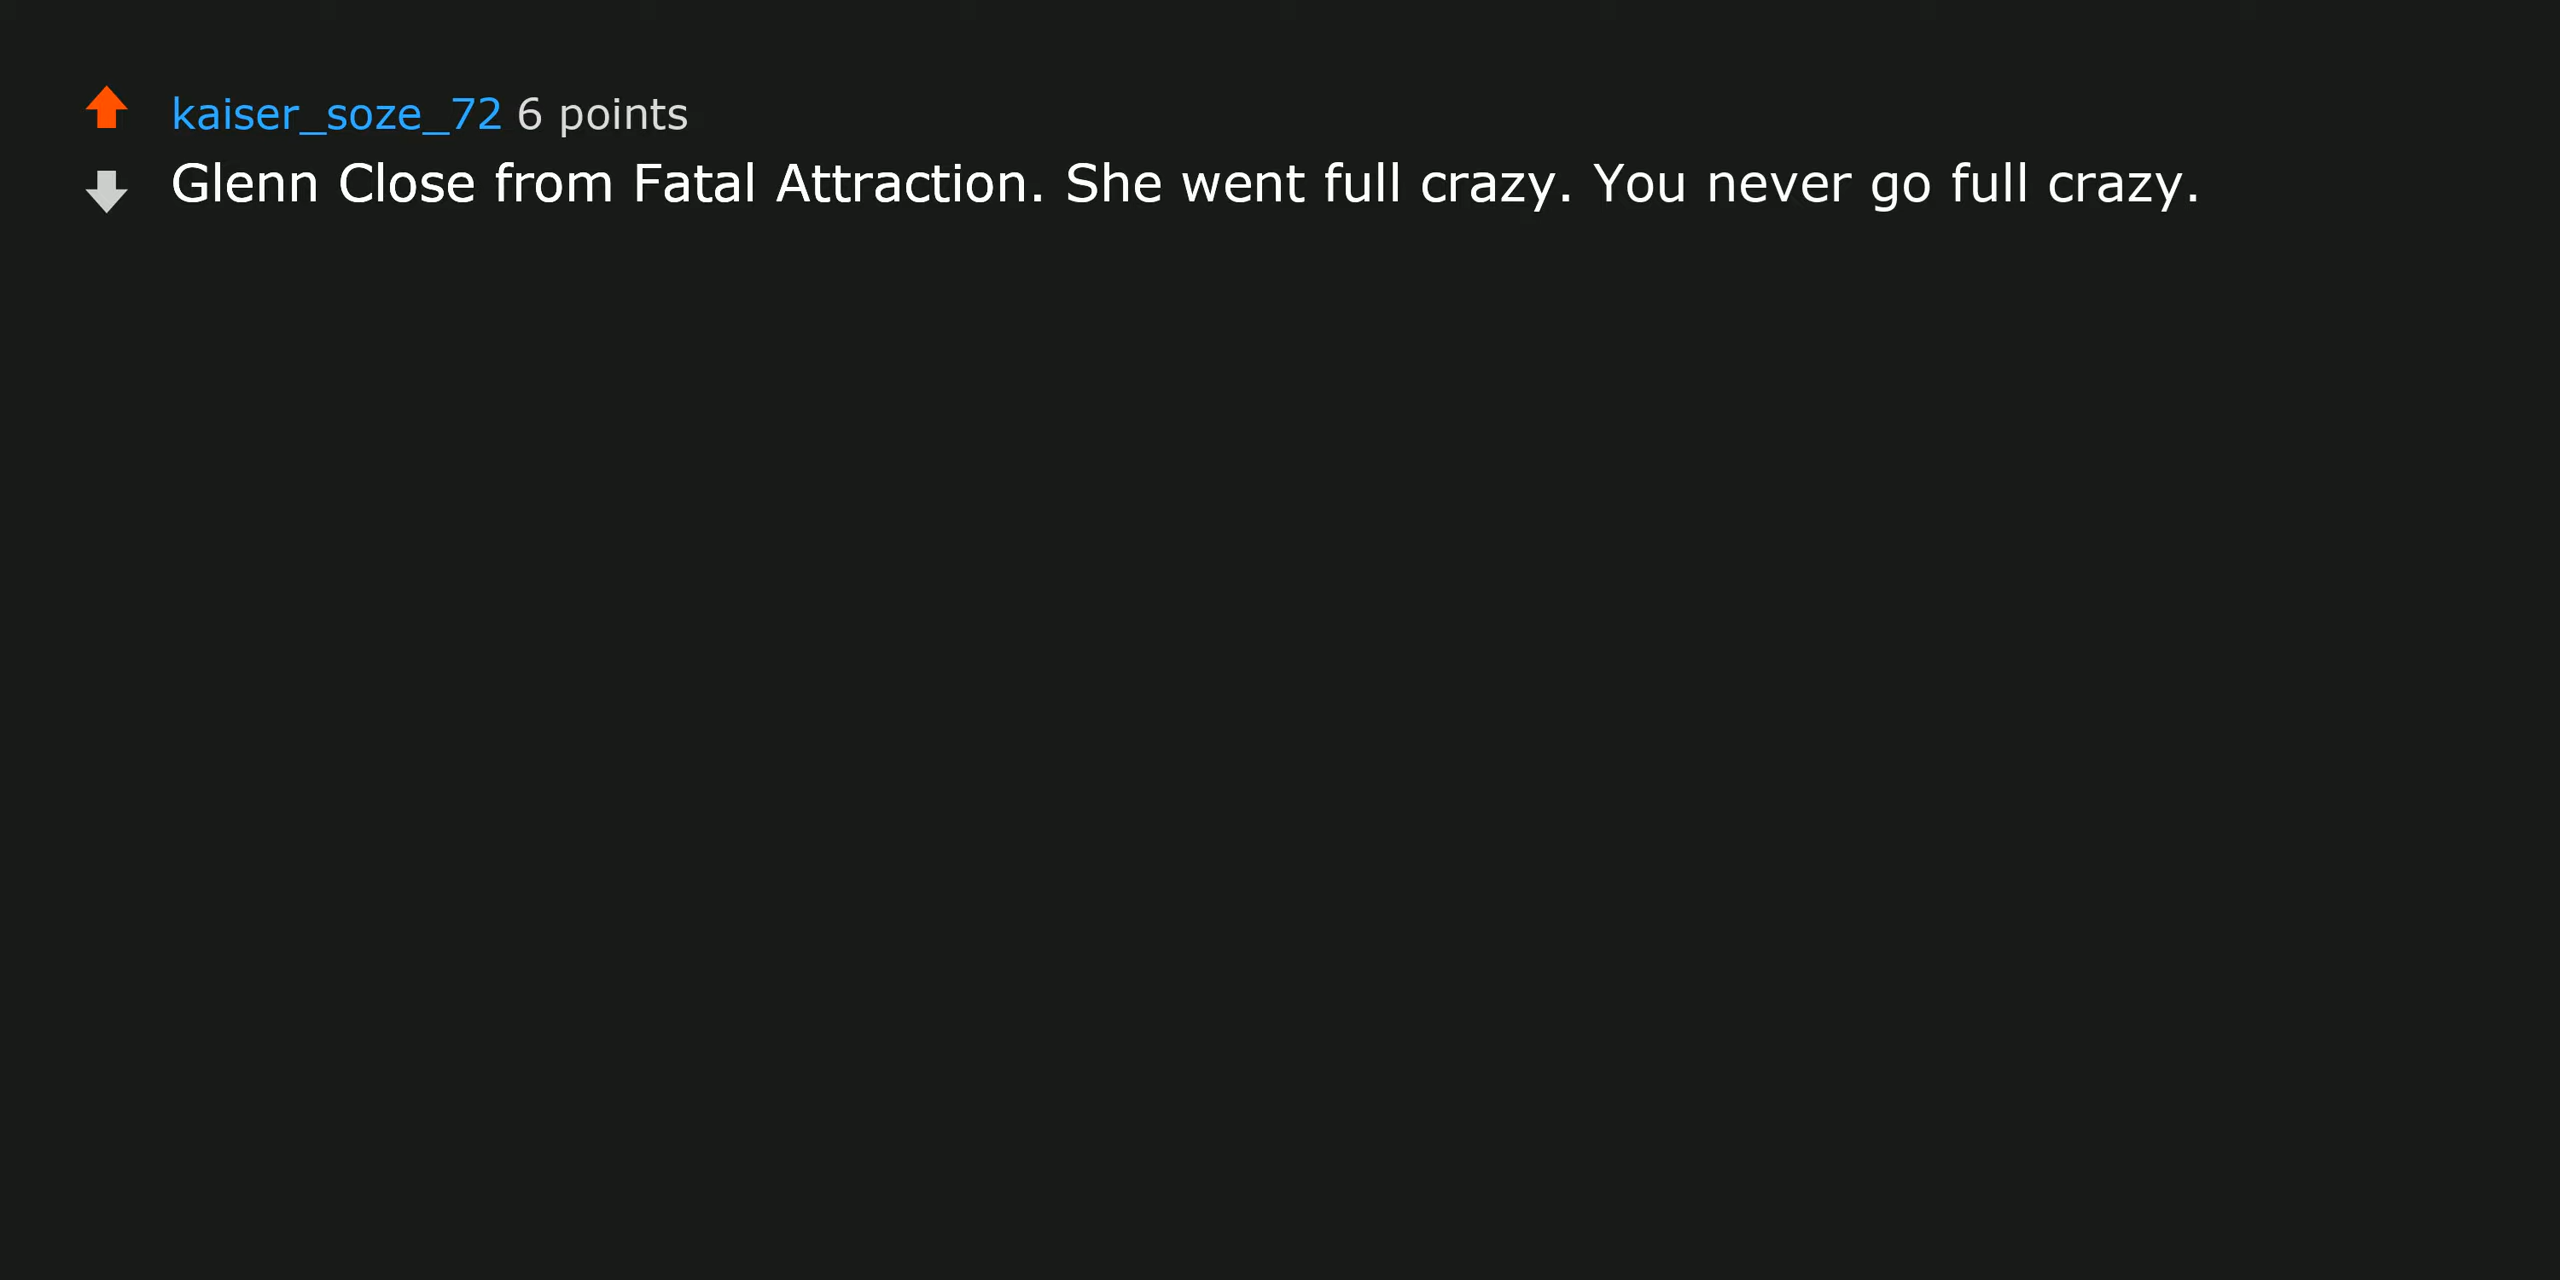 kaiser_soze_72 6 points
Glenn Close from Fatal Attraction. She went full crazy. You never go full crazy.